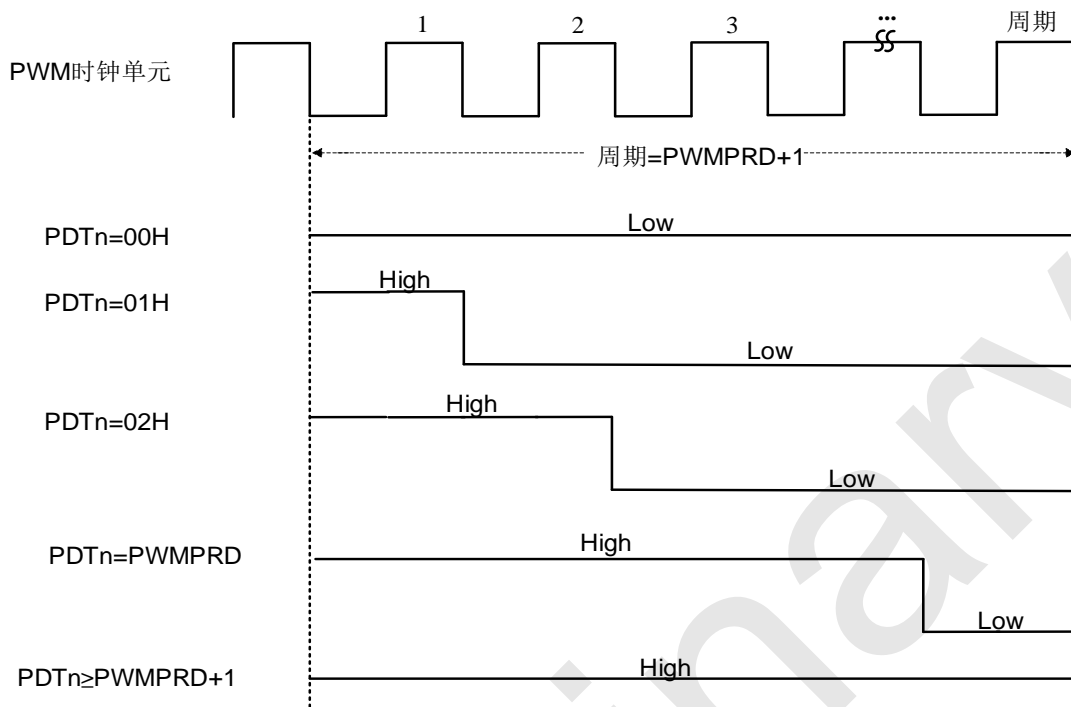 1 2 3 ... 周期
PWM时钟单元
周期=PWMPRD+1
Low
PDTn=00H
High
PDTn=01H
Low
High
PDTn=02H
Low
High
PDTn=PWMPRD
Low
High
PDTn≥PWMPRD+1